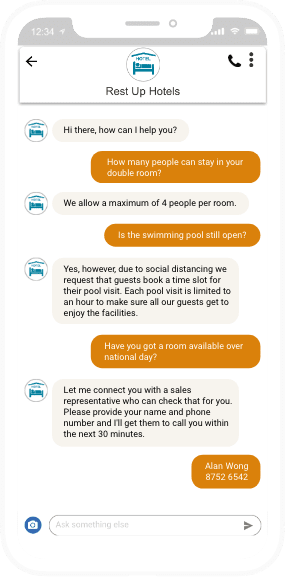 12:34
HOTEL
Rest Up Hotels
Hi there, how can I help you?
How many people can stay in your
double room?
We allow a maximum of 4 people per room.
Is the swimming pool still open?
Yes, however, due to social distancing we
request that guests book a time slot for
their pool visit. Each pool visit is limited to
an hour to make sure all our guests get to
enjoy the facilities.
Have you got a room available over
national day?
Let me connect you with a sales
representative who can check that for you.
Please provide your name and phone
number and I'll get them to call you within
the next 30 minutes.
Alan Wong
8752 6542
Ask something else